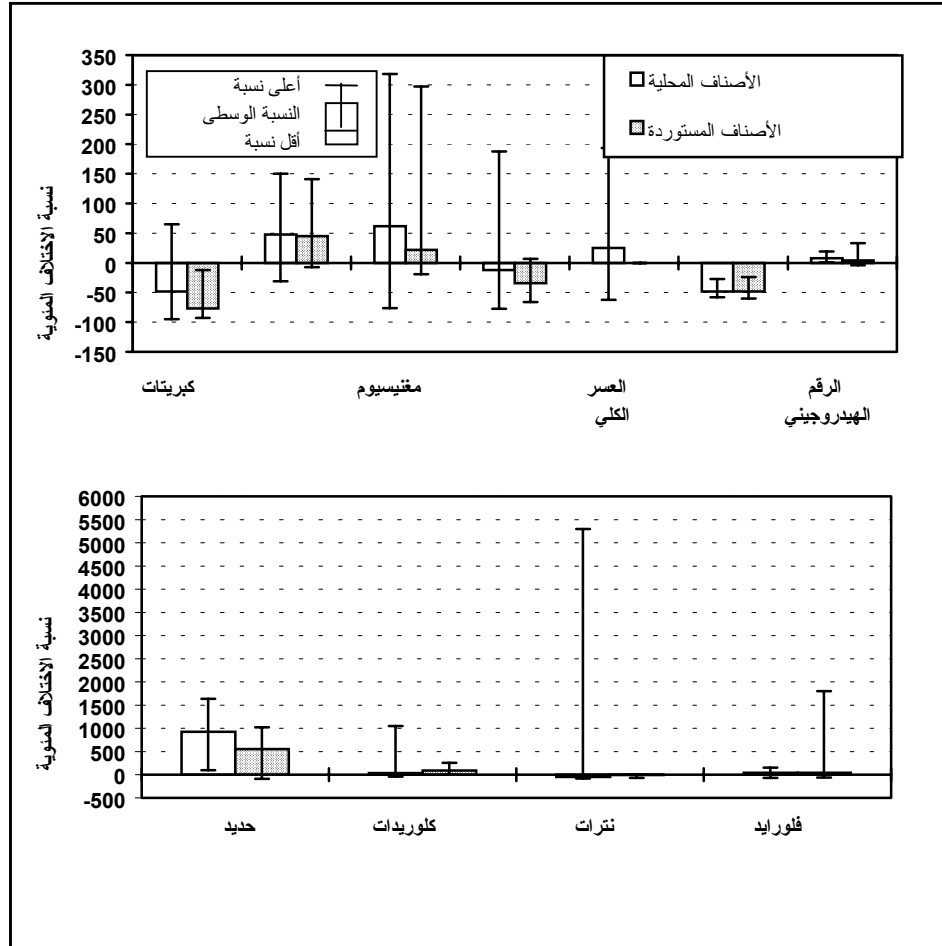 350
300
250
200
150
100
50
0
-50
-100
-150
نسبة الاختلاف المئوية
أعلى نسبة
النسبة الوسطى
أقل نسبة
الأصناف المحلية
الأصناف المستوردة
كبريتات
مغنيسيوم
العسر
الكلي
الرقم
الهيدروجيني
6000
5500
5000
4500
4000
3500
3000
2500
2000
1500
1000
500
0
-500
نسبة الاختلاف المئوية
حديد
كلوريدات
نترات
فلورايد